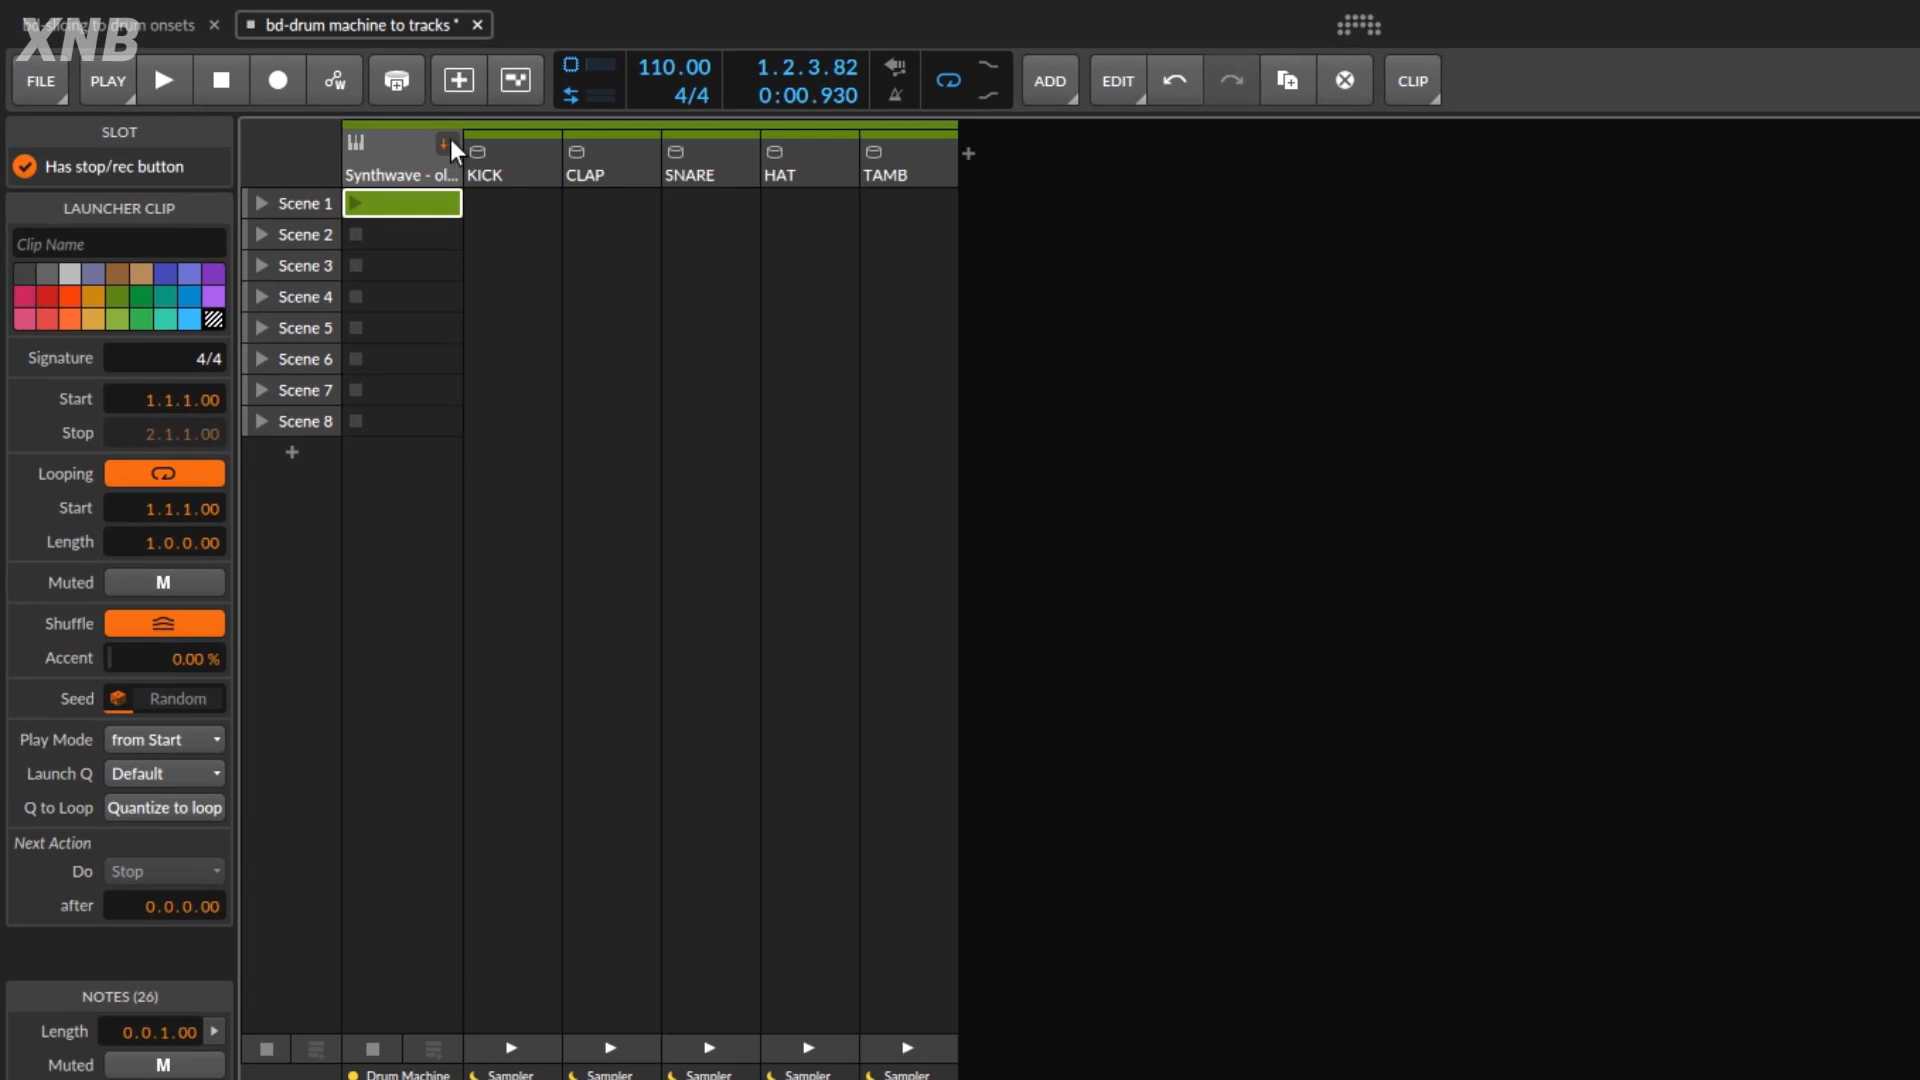 bd-slicing to drum onsets
bd-drum machine to tracks *
XNB
FILE
PLAY
110.00
4/4
1.2.3.82
0:00.930
ADD
EDIT
CLIP
SLOT
Has stop/rec button
LAUNCHER CLIP
Clip Name
Signature 4/4
Start 1.1.1.00
Stop 2.1.1.00
Looping
Start 1.1.1.00
Length 1.0.0.00
Muted M
Shuffle
Accent 0.00 %
Seed Random
Play Mode from Start
Launch Q Default
Q to Loop Quantize to loop
Next Action
Do Stop
after 0.0.0.00
NOTES (26)
Length 0.0.1.00
Muted M
Synthwave - ol...
KICK
CLAP
SNARE
HAT
TAMB
Scene 1
Scene 2
Scene 3
Scene 4
Scene 5
Scene 6
Scene 7
Scene 8
Drum Machine
Sampler
Sampler
Sampler
Sampler
Sampler